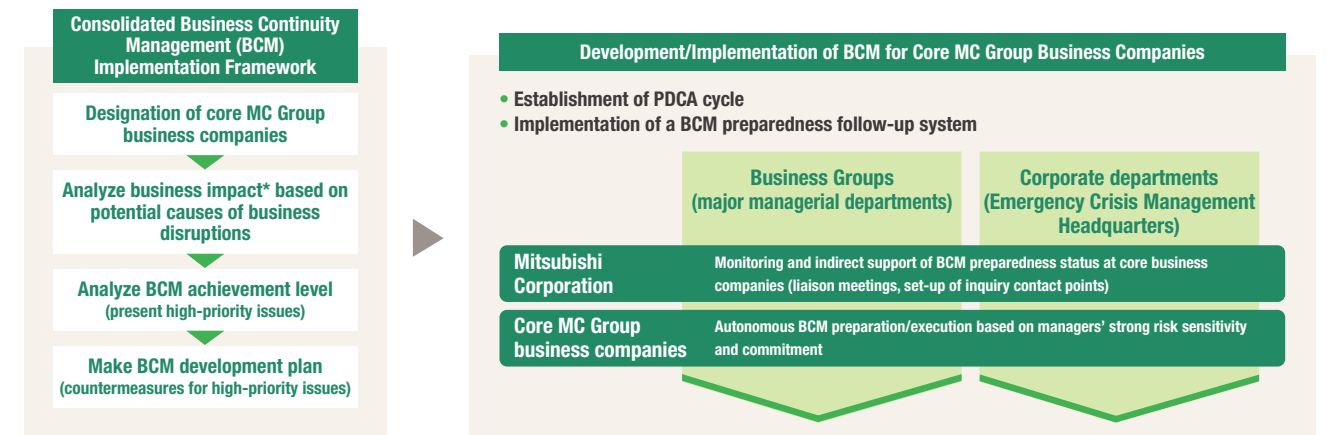 Consolidated Business Continuity
Management (BCM)
Implementation Framework
Designation of core MC Group
business companies
Analyze business impact* based on
potential causes of business
disruptions
Analyze BCM achievement level
(present high-priority issues)
Make BCM development plan
(countermeasures for high-priority issues)
Development/Implementation of BCM for Core MC Group Business Companies
• Establishment of PDCA cycle
• Implementation of a BCM preparedness follow-up system
Business Groups
(major managerial departments)
Corporate departments
(Emergency Crisis Management
Headquarters)
Mitsubishi
Corporation
Monitoring and indirect support of BCM preparedness status at core business
companies (liaison meetings, set-up of inquiry contact points)
Core MC Group
business companies
Autonomous BCM preparation/execution based on managers’ strong risk sensitivity
and commitment